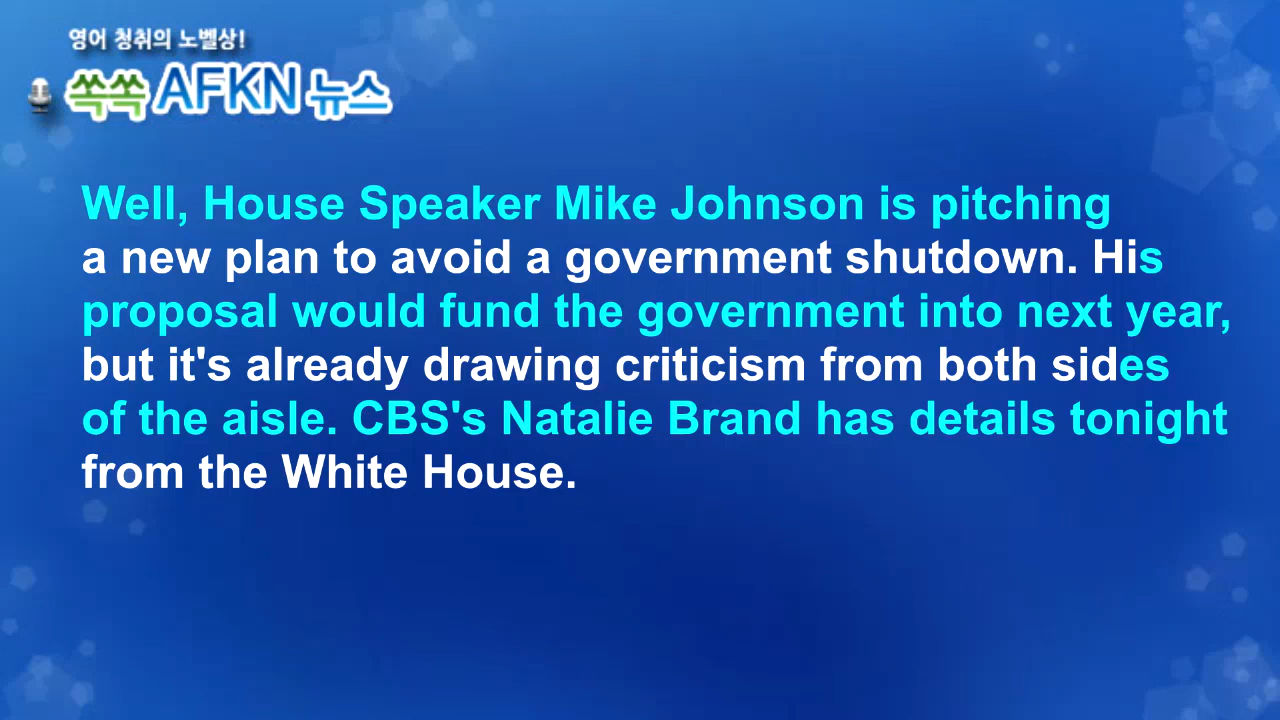 영어 청취의 노벨상!
쏙쏙 AFKN 뉴스
Well, House Speaker Mike Johnson is pitching
a new plan to avoid a government shutdown. His
proposal would fund the government into next year,
but it's already drawing criticism from both sides
of the aisle. CBS's Natalie Brand has details tonight
from the White House.